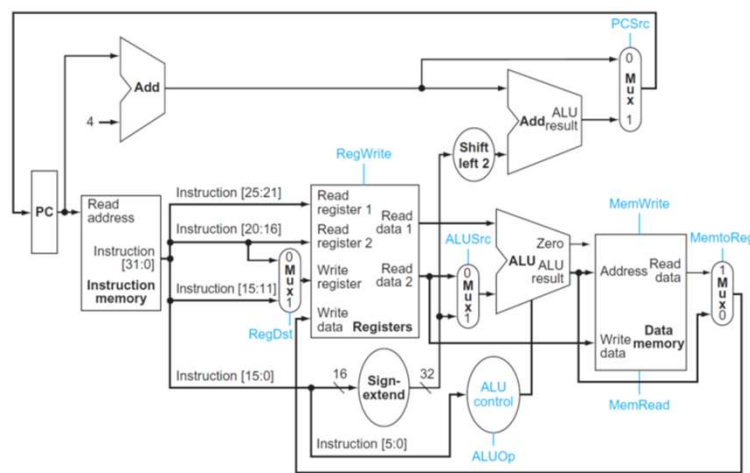 PCSrc
Add
4
0
Mux
1
Add
ALU
result
Shift
left 2
RegWrite
PC
Read
address
Instruction
[31:0]
Instruction
memory
Instruction [25:21]
Instruction [20:16]
Instruction [15:11]
0
Mux
1
RegDst
Read
register 1
Read
register 2
Write
register
Write
data
Read
data 1
Read
data 2
Registers
ALUSrc
0
Mux
1
Zero
ALU
ALU
result
MemWrite
Address
Read
data
Write
data
Data
memory
MemRead
MemtoReg
1
Mux
0
Instruction [15:0]
16
Sign-
extend
32
Instruction [5:0]
ALU
control
ALUOp